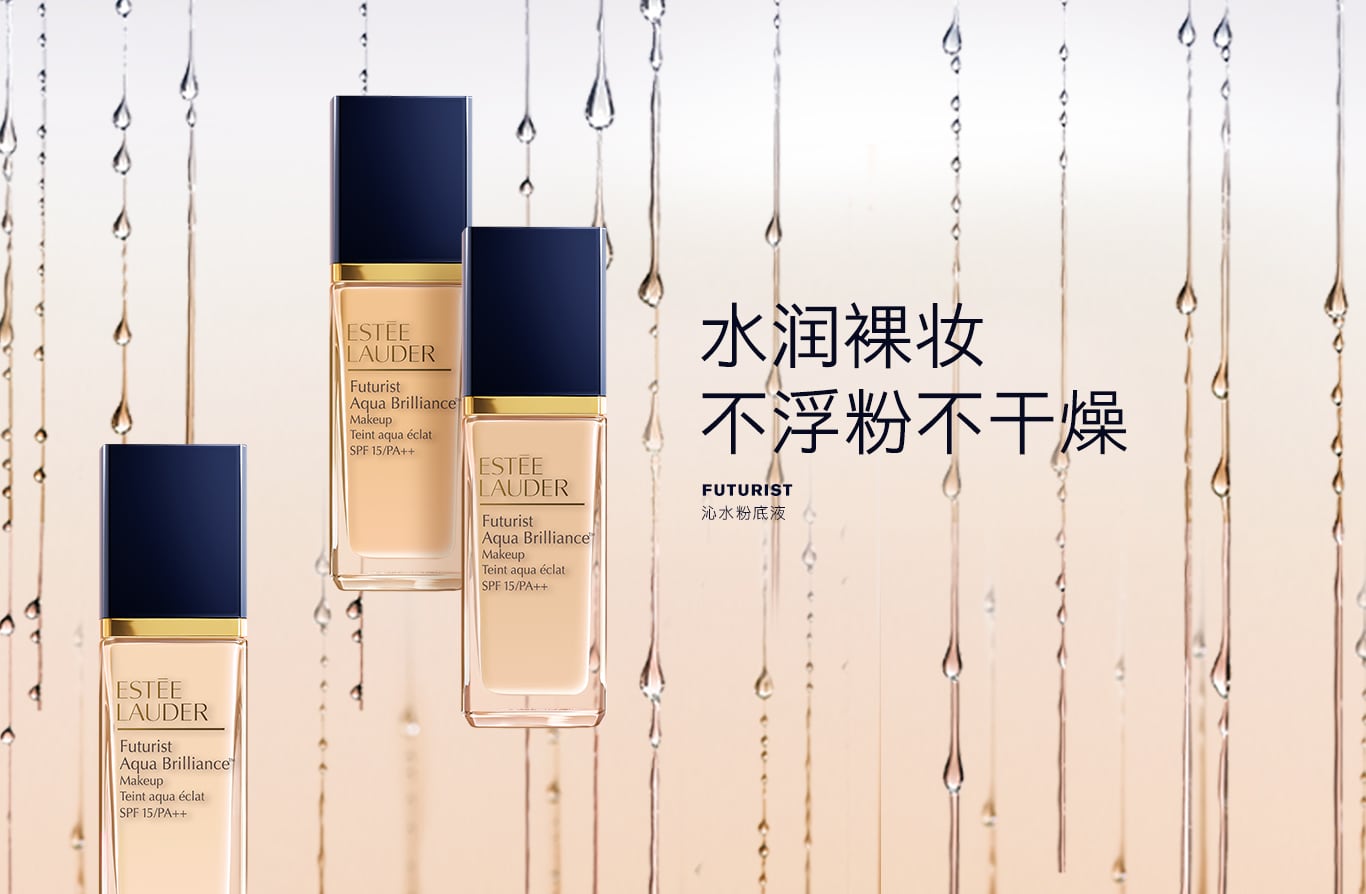 ESTĒE
LAUDER
Futurist
Aqua Brilliance™
Makeup
Teint aqua éclat
SPF 15/PA++
ESTĒE
LAUDER
Futurist
Aqua Brilliance™
Makeup
Teint aqua éclat
SPF 15/PA++
ESTĒE
LAUDER
Futurist
Aqua Brilliance™
Makeup
Teint aqua éclat
SPF 15/PA++
水润裸妆
不浮粉不干燥
FUTURIST
沁水粉底液